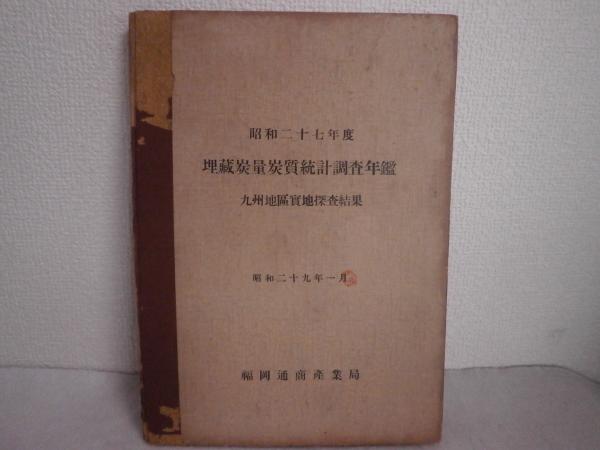 昭和二十七年度
埋藏炭量炭質統計調査年鑑
九州地區實地探査結果
昭和二十九年一月
福岡通商產業局